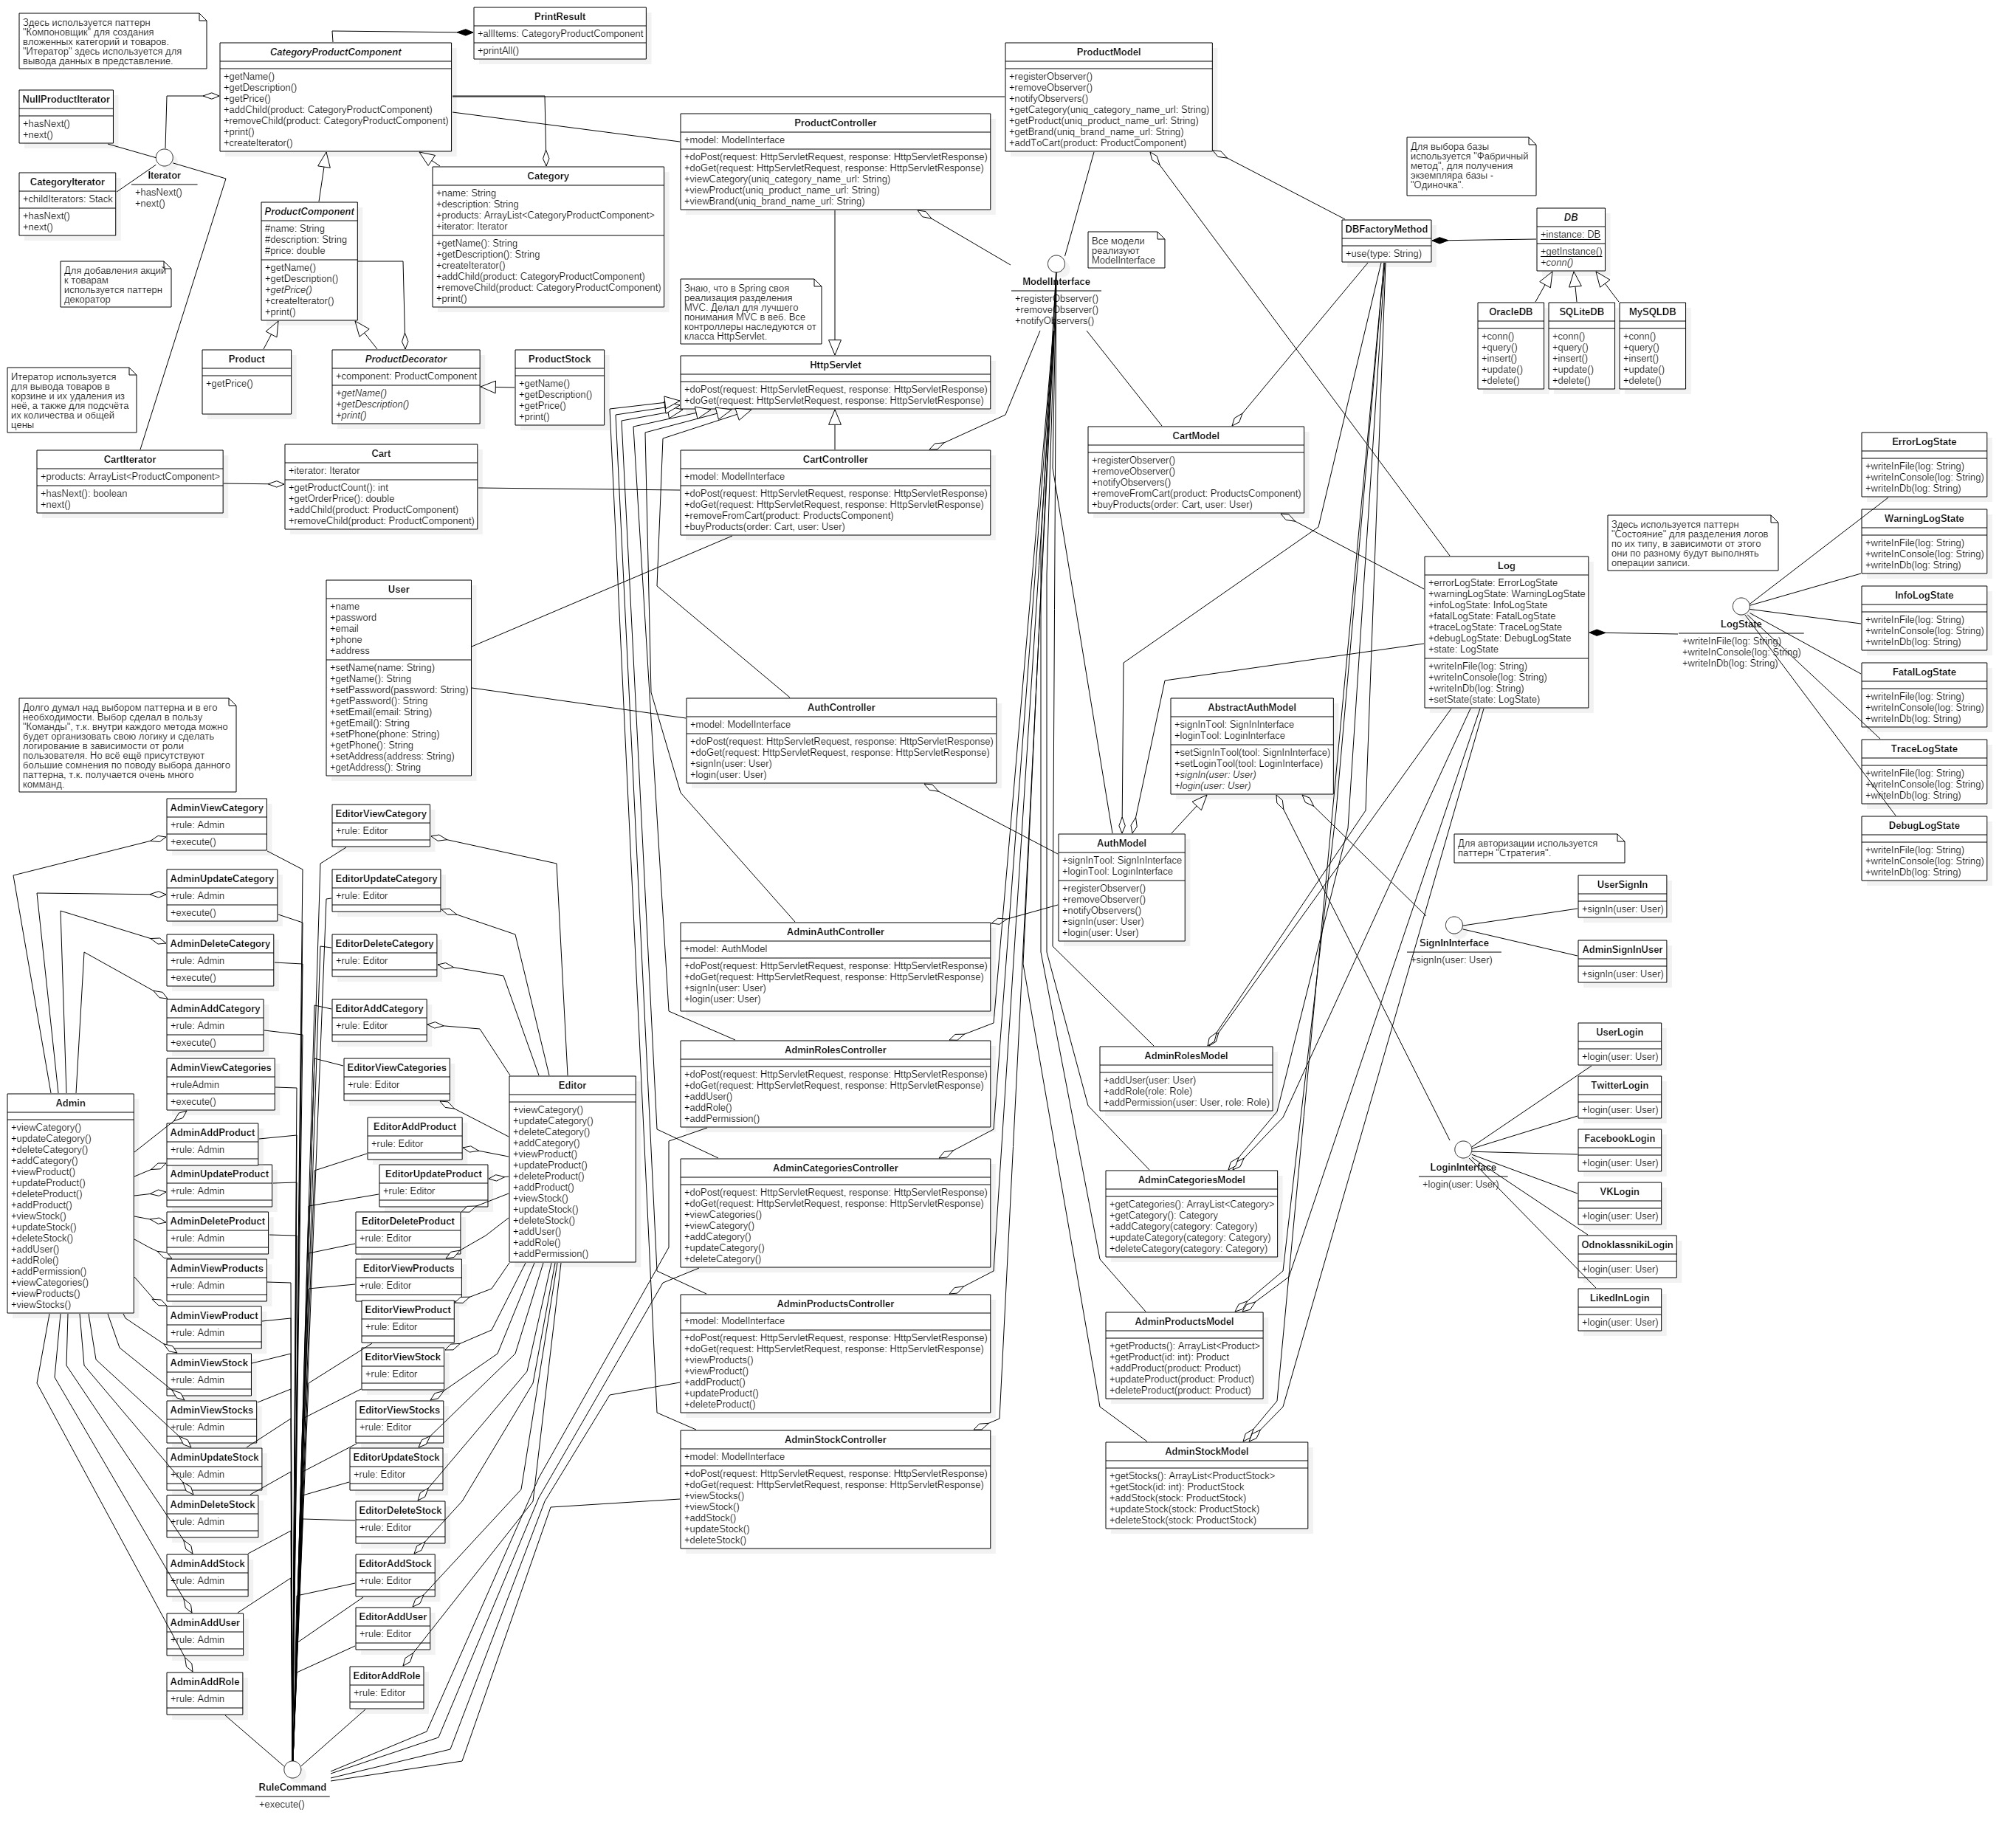 Здесь используется паттерн
"Компоновщик" для создания
вложенных категорий и товаров.
"Итератор" здесь используется для
вывода данных в представление.
PrintResult
+allItems: CategoryProductComponent
+printAll()
CategoryProductComponent
+getName()
+getDescription()
+getPrice()
+addChild(product: CategoryProductComponent)
+removeChild(product: CategoryProductComponent)
+print()
+createIterator()
NullProductIterator
+hasNext()
+next()
Iterator
+hasNext()
+next()
CategoryIterator
+childIterators: Stack
+hasNext()
+next()
Category
+name: String
+description: String
+products: ArrayList<CategoryProductComponent>
+iterator: Iterator
+getName(): String
+getDescription(): String
+createIterator()
+addChild(product: CategoryProductComponent)
+removeChild(product: CategoryProductComponent)
+print()
ProductComponent
#name: String
#description: String
#price: double
+getName()
+getDescription()
+getPrice()
+createIterator()
+print()
Для добавления акций
к товарам
используется паттерн
декоратор
Product
+getPrice()
ProductDecorator
+component: ProductComponent
+getName()
+getDescription()
+print()
ProductStock
+getName()
+getDescription()
+getPrice()
+print()
Итератор используется
для вывода товаров в
корзине и их удаления из
неё, а также для подсчёта
их количества и общей
цены
CartIterator
+products: ArrayList<ProductComponent>
+hasNext(): boolean
+next()
Cart
+iterator: Iterator
+getProductCount(): int
+getOrderPrice(): double
+addChild(product: ProductComponent)
+removeChild(product: ProductComponent)
User
+name
+password
+email
+phone
+address
+setName(name: String)
+getName(): String
+setPassword(password: String)
+getPassword(): String
+setEmail(email: String)
+getEmail(): String
+setPhone(phone: String)
+getPhone(): String
+setAddress(address: String)
+getAddress(): String
ProductController
+model: ModelInterface
+doPost(request: HttpServletRequest, response: HttpServletResponse)
+doGet(request: HttpServletRequest, response: HttpServletResponse)
+viewCategory(uniq_category_name_url: String)
+viewProduct(uniq_product_name_url: String)
+viewBrand(uniq_brand_name_url: String)
Знаю, что в Spring своя
реализация разделения
MVC. Делал для лучшего
понимания MVC в веб. Все
контроллеры наследуются от
класса HttpServlet.
HttpServlet
+doPost(request: HttpServletRequest, response: HttpServletResponse)
+doGet(request: HttpServletRequest, response: HttpServletResponse)
CartController
+model: ModelInterface
+doPost(request: HttpServletRequest, response: HttpServletResponse)
+doGet(request: HttpServletRequest, response: HttpServletResponse)
+removeFromCart(product: ProductsComponent)
+buyProducts(order: Cart, user: User)
AuthController
+model: ModelInterface
+doPost(request: HttpServletRequest, response: HttpServletResponse)
+doGet(request: HttpServletRequest, response: HttpServletResponse)
+signIn(user: User)
+login(user: User)
AdminAuthController
+model: AuthModel
+doPost(request: HttpServletRequest, response: HttpServletResponse)
+doGet(request: HttpServletRequest, response: HttpServletResponse)
+signIn(user: User)
+login(user: User)
AdminRolesController
+doPost(request: HttpServletRequest, response: HttpServletResponse)
+doGet(request: HttpServletRequest, response: HttpServletResponse)
+addUser()
+addRole()
+addPermission()
AdminCategoriesController
+doPost(request: HttpServletRequest, response: HttpServletResponse)
+doGet(request: HttpServletRequest, response: HttpServletResponse)
+viewCategories()
+viewCategory()
+addCategory()
+updateCategory()
+deleteCategory()
AdminProductsController
+model: ModelInterface
+doPost(request: HttpServletRequest, response: HttpServletResponse)
+doGet(request: HttpServletRequest, response: HttpServletResponse)
+viewProducts()
+viewProduct()
+addProduct()
+updateProduct()
+deleteProduct()
AdminStockController
+model: ModelInterface
+doPost(request: HttpServletRequest, response: HttpServletResponse)
+doGet(request: HttpServletRequest, response: HttpServletResponse)
+viewStocks()
+viewStock()
+addStock()
+updateStock()
+deleteStock()
ProductModel
+registerObserver()
+removeObserver()
+notifyObservers()
+getCategory(uniq_category_name_url: String)
+getProduct(uniq_product_name_url: String)
+getBrand(uniq_brand_name_url: String)
+addToCart(product: ProductComponent)
Все модели
реализуют
ModelInterface
ModelInterface
+registerObserver()
+removeObserver()
+notifyObservers()
Для выбора базы
используется "Фабричный
метод", для получения
экземпляра базы -
"Одиночка".
DBFactoryMethod
+use(type: String)
DB
+instance: DB
+getInstance()
+conn()
OracleDB
+conn()
+query()
+insert()
+update()
+delete()
SQLiteDB
+conn()
+query()
+insert()
+update()
+delete()
MySQLDB
+conn()
+query()
+insert()
+update()
+delete()
CartModel
+registerObserver()
+removeObserver()
+notifyObservers()
+removeFromCart(product: ProductsComponent)
+buyProducts(order: Cart, user: User)
Log
+errorLogState: ErrorLogState
+warningLogState: WarningLogState
+infoLogState: InfoLogState
+fatalLogState: FatalLogState
+traceLogState: TraceLogState
+debugLogState: DebugLogState
+state: LogState
+writeInFile(log: String)
+writeInConsole(log: String)
+writeInDb(log: String)
+setState(state: LogState)
Здесь используется паттерн
"Состояние" для разделения логов
по их типу, в зависимоти от этого
они по разному будут выполнять
операции записи.
LogState
+writeInFile(log: String)
+writeInConsole(log: String)
+writeInDb(log: String)
ErrorLogState
+writeInFile(log: String)
+writeInConsole(log: String)
+writeInDb(log: String)
WarningLogState
+writeInFile(log: String)
+writeInConsole(log: String)
+writeInDb(log: String)
InfoLogState
+writeInFile(log: String)
+writeInConsole(log: String)
+writeInDb(log: String)
FatalLogState
+writeInFile(log: String)
+writeInConsole(log: String)
+writeInDb(log: String)
TraceLogState
+writeInFile(log: String)
+writeInConsole(log: String)
+writeInDb(log: String)
DebugLogState
+writeInFile(log: String)
+writeInConsole(log: String)
+writeInDb(log: String)
AbstractAuthModel
+signInTool: SignInInterface
+loginTool: LoginInterface
+setSignInTool(tool: SignInInterface)
+setLoginTool(tool: LoginInterface)
+signIn(user: User)
+login(user: User)
AuthModel
+signInTool: SignInInterface
+loginTool: LoginInterface
+registerObserver()
+removeObserver()
+notifyObservers()
+signIn(user: User)
+login(user: User)
Для авторизации используется
паттерн "Стратегия".
SignInInterface
+signIn(user: User)
UserSignIn
+signIn(user: User)
AdminSignInUser
+signIn(user: User)
LoginInterface
+login(user: User)
UserLogin
+login(user: User)
TwitterLogin
+login(user: User)
FacebookLogin
+login(user: User)
VKLogin
+login(user: User)
OdnoklassnikiLogin
+login(user: User)
LikedInLogin
+login(user: User)
AdminRolesModel
+addUser(user: User)
+addRole(role: Role)
+addPermission(user: User, role: Role)
AdminCategoriesModel
+getCategories(): ArrayList<Category>
+getCategory(): Category
+addCategory(category: Category)
+updateCategory(category: Category)
+deleteCategory(category: Category)
AdminProductsModel
+getProducts(): ArrayList<Product>
+getProduct(id: int): Product
+addProduct(product: Product)
+updateProduct(product: Product)
+deleteProduct(product: Product)
AdminStockModel
+getStocks(): ArrayList<ProductStock>
+getStock(id: int): ProductStock
+addStock(stock: ProductStock)
+updateStock(stock: ProductStock)
+deleteStock(stock: ProductStock)
Долго думал над выбором паттерна и в его
необходимости. Выбор сделал в пользу
"Команды", т.к. внутри каждого метода можно
будет организовать свою логику и сделать
логирование в зависимости от роли
пользователя. Но всё ещё присутствуют
большие сомнения по поводу выбора данного
паттерна, т.к. получается очень много
комманд.
Admin
+viewCategory()
+updateCategory()
+deleteCategory()
+addCategory()
+viewProduct()
+updateProduct()
+deleteProduct()
+addProduct()
+viewStock()
+updateStock()
+deleteStock()
+addUser()
+addRole()
+addPermission()
+viewCategories()
+viewProducts()
+viewStocks()
AdminViewCategory
+rule: Admin
+execute()
AdminUpdateCategory
+rule: Admin
+execute()
AdminDeleteCategory
+rule: Admin
+execute()
AdminAddCategory
+rule: Admin
+execute()
AdminViewCategories
+ruleAdmin
+execute()
AdminAddProduct
+rule: Admin
AdminUpdateProduct
+rule: Admin
AdminDeleteProduct
+rule: Admin
AdminViewProducts
+rule: Admin
AdminViewProduct
+rule: Admin
AdminViewStock
+rule: Admin
AdminViewStocks
+rule: Admin
AdminUpdateStock
+rule: Admin
AdminDeleteStock
+rule: Admin
AdminAddStock
+rule: Admin
AdminAddUser
+rule: Admin
AdminAddRole
+rule: Admin
EditorViewCategory
+rule: Editor
EditorUpdateCategory
+rule: Editor
EditorDeleteCategory
+rule: Editor
EditorAddCategory
+rule: Editor
EditorViewCategories
+rule: Editor
EditorAddProduct
+rule: Editor
EditorUpdateProduct
+rule: Editor
EditorDeleteProduct
+rule: Editor
EditorViewProducts
+rule: Editor
EditorViewProduct
+rule: Editor
EditorViewStock
+rule: Editor
EditorViewStocks
+rule: Editor
EditorUpdateStock
+rule: Editor
EditorDeleteStock
+rule: Editor
EditorAddStock
+rule: Editor
EditorAddUser
+rule: Editor
EditorAddRole
+rule: Editor
Editor
+viewCategory()
+updateCategory()
+deleteCategory()
+addCategory()
+viewProduct()
+updateProduct()
+deleteProduct()
+addProduct()
+viewStock()
+updateStock()
+deleteStock()
+addUser()
+addRole()
+addPermission()
RuleCommand
+execute()